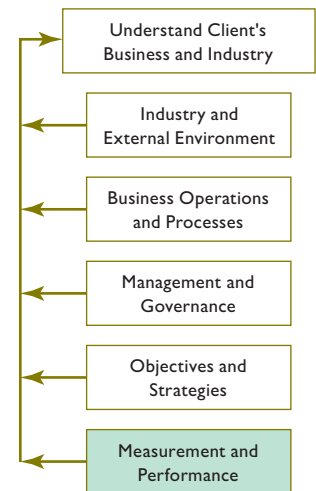 Understand Client's
Business and Industry
Industry and
External Environment
Business Operations
and Processes
Management and
Governance
Objectives and
Strategies
Measurement and
Performance